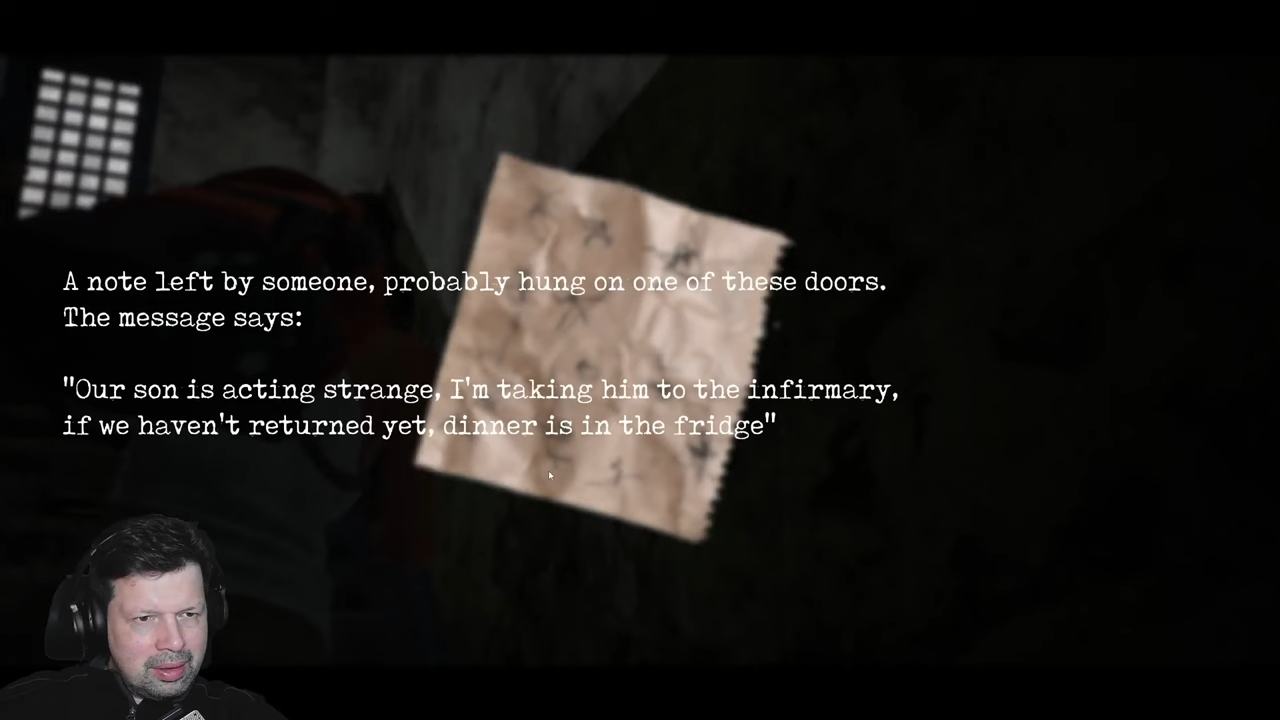 A note left by someone, probably hung on one of these doors.
The message says:
"Our son is acting strange, I'm taking him to the infirmary,
if we haven't returned yet, dinner is in the fridge"